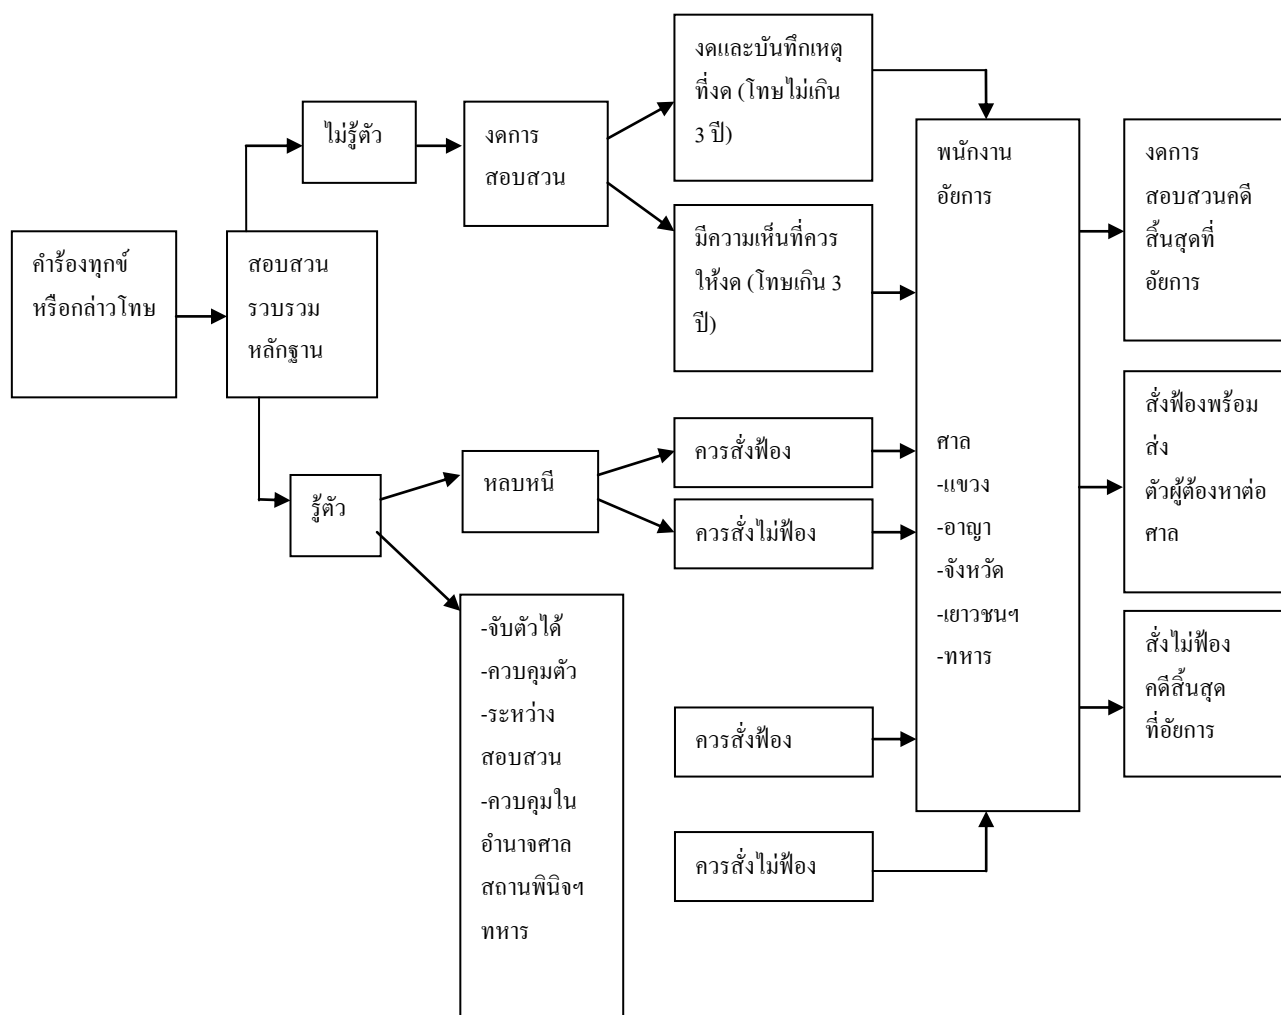 คำร้องทุกข์
หรือกล่าวโทษ
สอบสวน
รวบรวม
หลักฐาน
ไม่รู้ตัว
งดการ
สอบสวน
งดและบันทึกเหตุ
ที่งด (โทษไม่เกิน
3 ปี)
มีความเห็นที่ควร
ให้งด (โทษเกิน 3
ปี)
รู้ตัว
หลบหนี
ควรสั่งฟ้อง
ควรสั่งไม่ฟ้อง
-จับตัวได้
-ควบคุมตัว
-ระหว่าง
สอบสวน
-ควบคุมใน
อำนาจศาล
สถานพินิจฯ
ทหาร
ควรสั่งฟ้อง
ควรสั่งไม่ฟ้อง
พนักงาน
อัยการ
ศาล
-แขวง
-อาญา
-จังหวัด
-เยาวชนฯ
-ทหาร
งดการ
สอบสวนคดี
สิ้นสุดที่
อัยการ
สั่งฟ้องพร้อม
ส่ง
ตัวผู้ต้องหาต่อ
ศาล
สั่งไม่ฟ้อง
คดีสิ้นสุด
ที่อัยการ